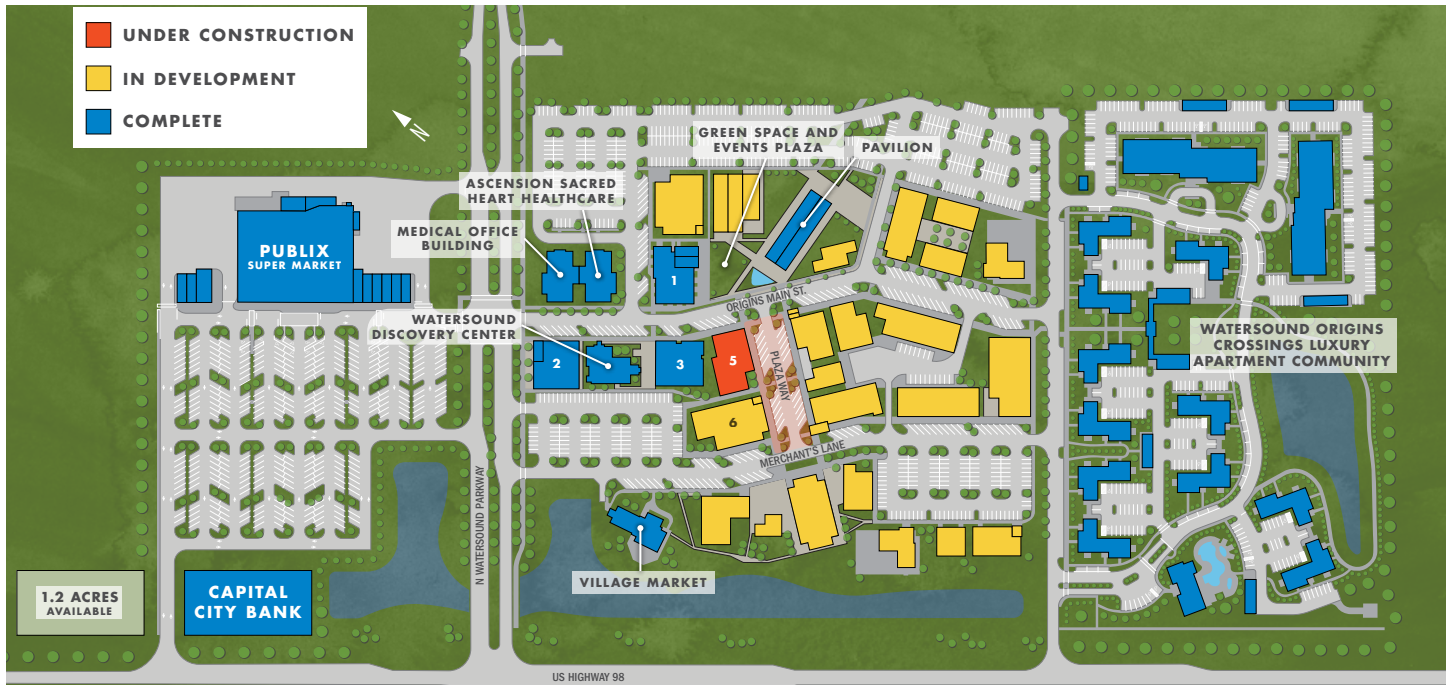 UNDER CONSTRUCTION
IN DEVELOPMENT
COMPLETE
N
GREEN SPACE AND
EVENTS PLAZA
PAVILION
ASCENSION SACRED
HEART HEALTHCARE
MEDICAL OFFICE
BUILDING
PUBLIX
SUPER MARKET
1
ORIGINS MAIN ST.
WATERSOUND
DISCOVERY CENTER
WATERSOUND ORIGINS
CROSSINGS LUXURY
APARTMENT COMMUNITY
2
3
5
PLAZA WAY
6
MERCHANT'S LANE
N WATERSOUND PARKWAY
VILLAGE MARKET
1.2 ACRES
AVAILABLE
CAPITAL
CITY BANK
US HIGHWAY 98